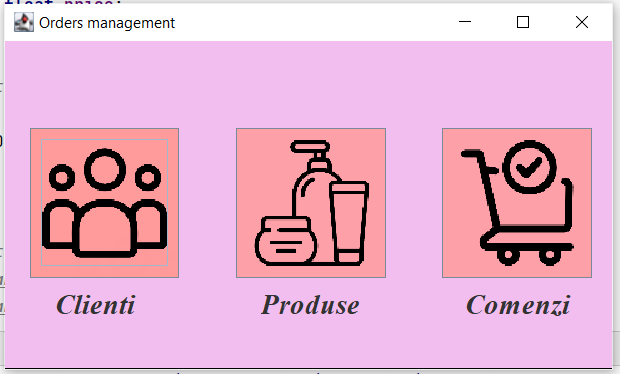 Orders management
Clienti
Produse
Comenzi